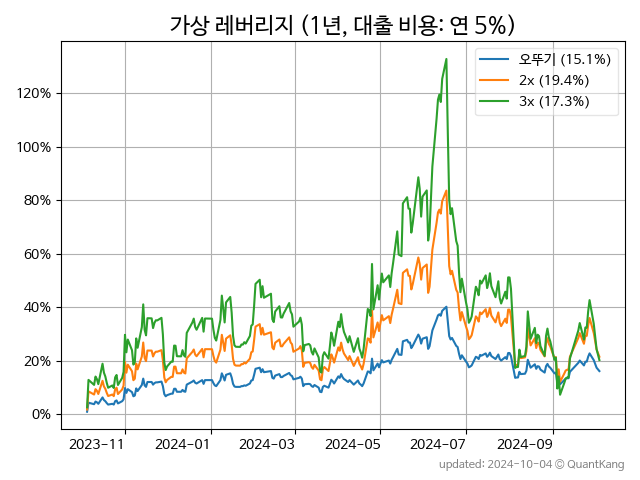 가상 레버리지 (1년, 대출 비용: 연 5%)
오뚜기 (15.1%)
2x (19.4%)
3x (17.3%)
120%
100%
80%
60%
40%
20%
0%
2023-11 2024-01 2024-03 2024-05 2024-07 2024-09
updated: 2024-10-04 © QuantKang